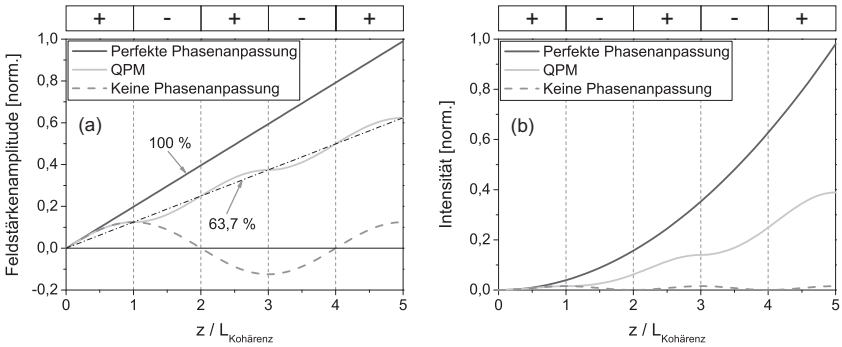 + - + - +
1,0
0,8
0,6
0,4
0,2
0,0
-0,2
Feldstärkenamplitude [norm.]
Perfekte Phasenanpassung
QPM
Keine Phasenanpassung
(a)
100 %
63,7 %
0 1 2 3 4 5
z / LKohärenz
+ - + - +
1,0
0,8
0,6
0,4
0,2
0,0
Intensität [norm.]
Perfekte Phasenanpassung
QPM
Keine Phasenanpassung
(b)
0 1 2 3 4 5
z / LKohärenz